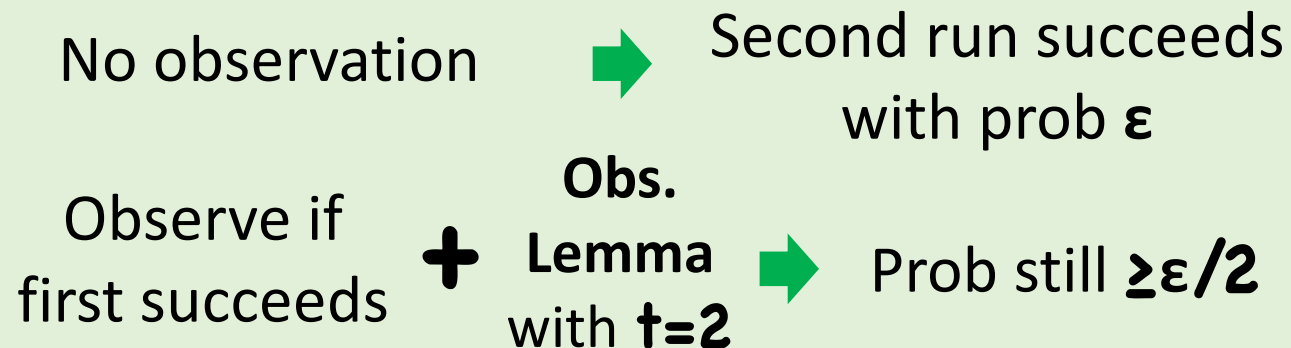 No observation
Second run succeeds
with prob ε
Observe if
first succeeds
+
Obs.
Lemma
with t=2
Prob still ≥ε/2